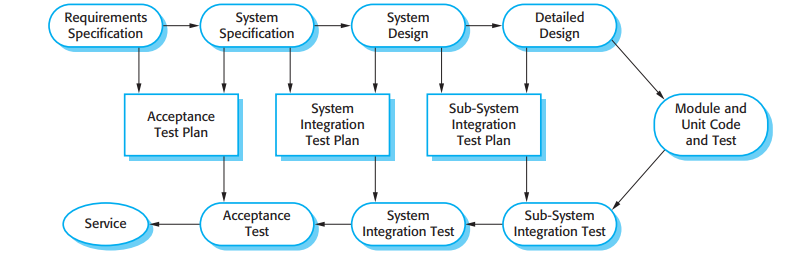 Requirements
Specification
System
Specification
System
Design
Detailed
Design
Acceptance
Test Plan
System
Integration
Test Plan
Sub-System
Integration
Test Plan
Module and
Unit Code
and Test
Service
Acceptance
Test
System
Integration Test
Sub-System
Integration Test